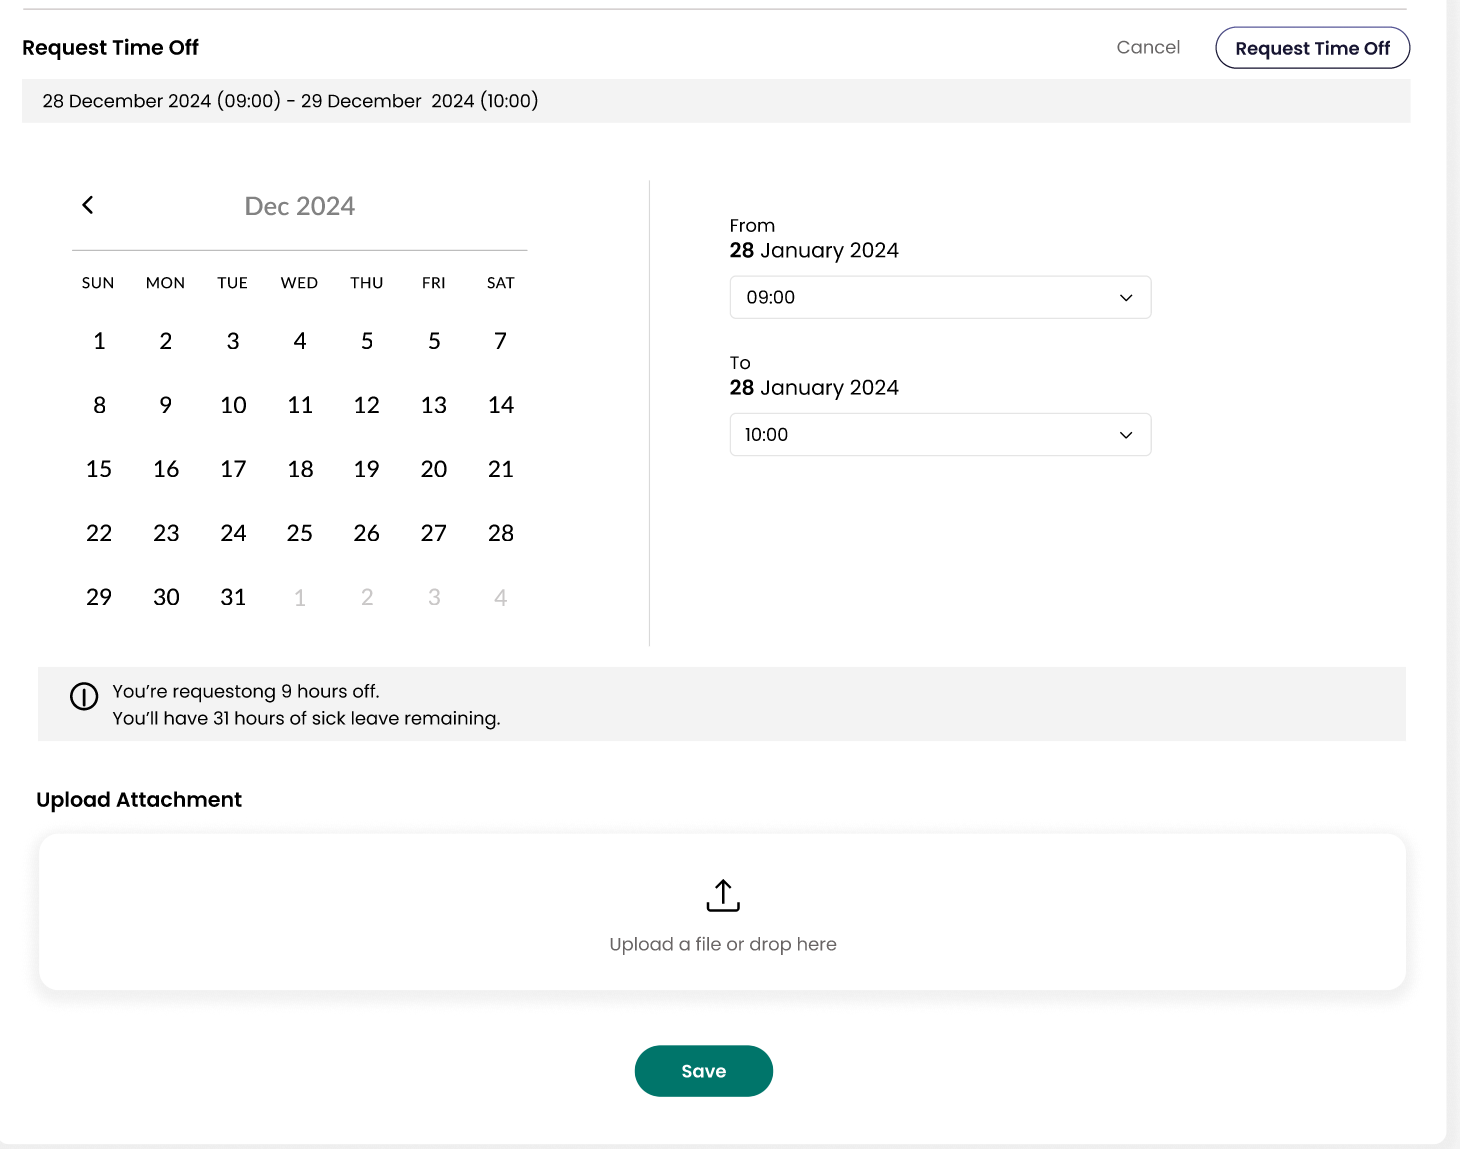 Request Time Off
Cancel
Request Time Off
28 December 2024 (09:00) - 29 December 2024 (10:00)
Dec 2024
SUN MON TUE WED THU FRI SAT
1 2 3 4 5 5 7
8 9 10 11 12 13 14
15 16 17 18 19 20 21
22 23 24 25 26 27 28
29 30 31 1 2 3 4
From
28 January 2024
09:00
To
28 January 2024
10:00
You're requestong 9 hours off.
You'll have 31 hours of sick leave remaining.
Upload Attachment
Upload a file or drop here
Save